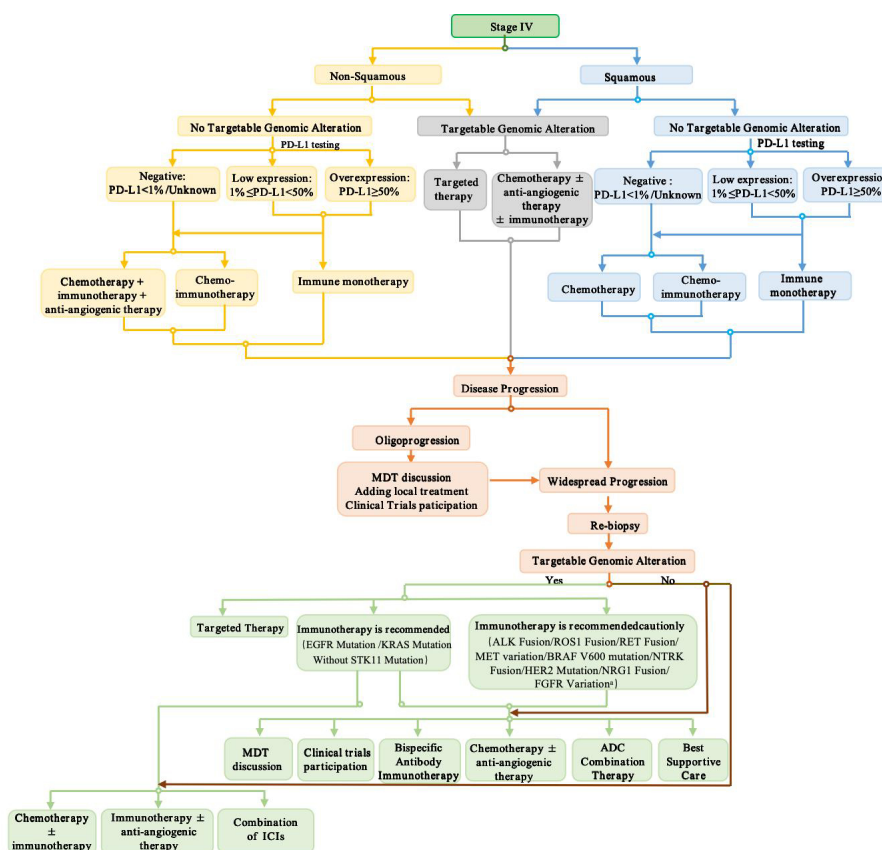 Stage IV
Non-Squamous
Squamous
No Targetable Genomic Alteration
Targetable Genomic Alteration
No Targetable Genomic Alteration
PD-L1 testing
PD-L1 testing
Negative:
PD-L1<1%/Unknown
Low expression:
1%≤PD-L1<50%
Overexpression:
PD-L1≥50%
Targeted
therapy
Chemotherapy ±
anti-angiogenic
therapy
± immunotherapy
Negative :
PD-L1<1%/Unknown
Low expression:
1%≤PD-L1<50%
Overexpression:
PD-L1≥50%
Chemotherapy +
immunotherapy +
anti-angiogenic therapy
Chemo-
immunotherapy
Immune monotherapy
Chemotherapy
Chemo-
immunotherapy
Immune
monotherapy
Disease Progression
Oligoprogression
MDT discussion
Adding local treatment
Clinical Trials paticipation
Widespread Progression
Re-biopsy
Targetable Genomic Alteration
Yes
No
Targeted Therapy
Immunotherapy is recommended
(EGFR Mutation /KRAS Mutation
Without STK11 Mutation)
Immunotherapy is recommendedcautionly
(ALK Fusion/ROS1 Fusion/RET Fusion/
MET variation/BRAF V600 mutation/NTRK
Fusion/HER2 Mutation/NRG1 Fusion/
FGFR Variationᵃ)
MDT
discussion
Clinical trials
participation
Bispecific
Antibody
Immunotherapy
Chemotherapy ±
anti-angiogenic
therapy
ADC
Combination
Therapy
Best
Supportive
Care
Chemotherapy
±
immunotherapy
Immunotherapy ±
anti-angiogenic
therapy
Combination
of ICIs